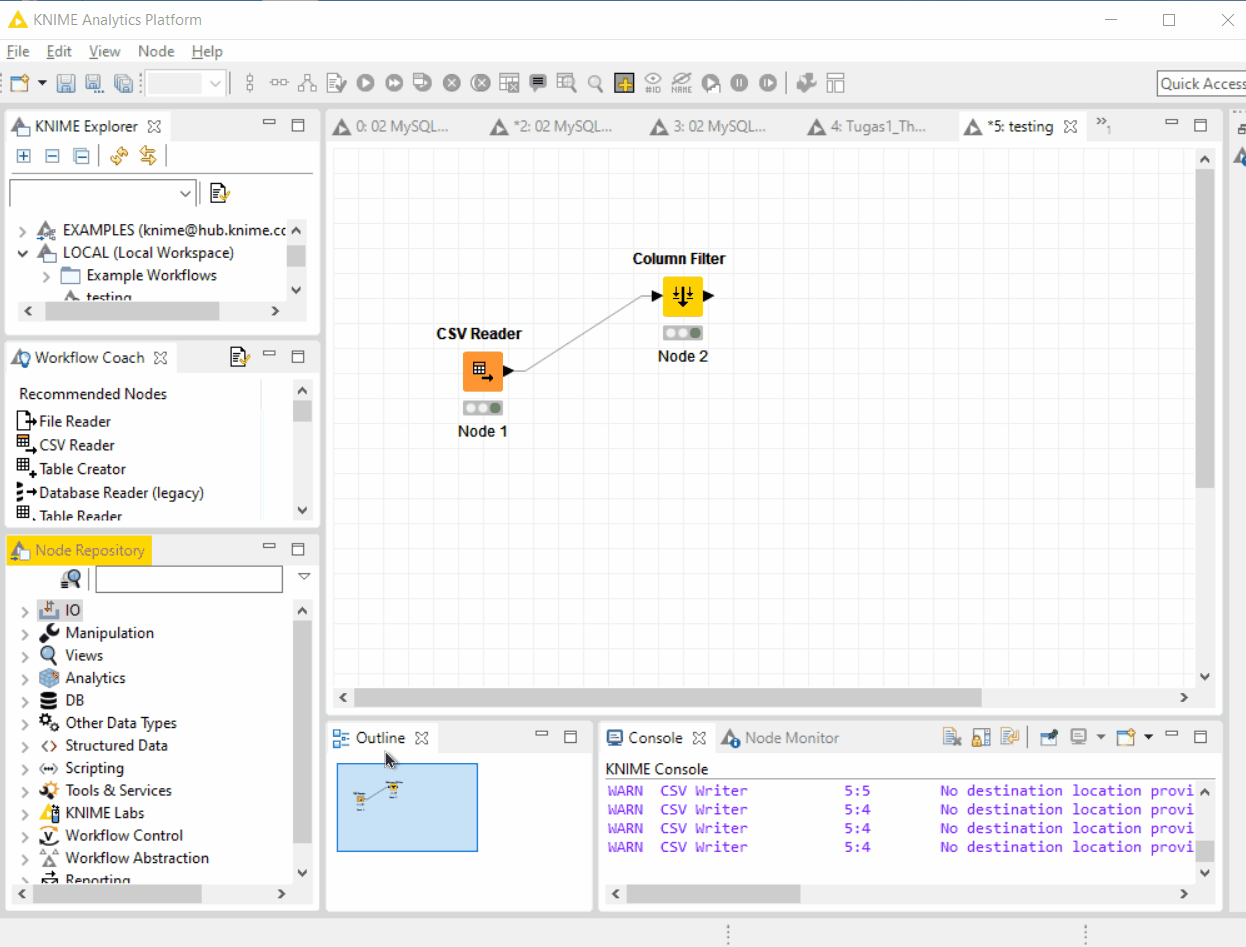 KNIME Analytics Platform
File Edit View Node Help
#ID NAME Quick Access
KNIME Explorer
0: 02 MySQL... *2: 02 MySQL... 3: 02 MySQL... 4: Tugas1_Th... *5: testing »1
EXAMPLES (knime@hub.knime.cc
LOCAL (Local Workspace)
Example Workflows
testing
Workflow Coach
Recommended Nodes
File Reader
CSV Reader
Table Creator
Database Reader (legacy)
Table Reader
Column Filter
Node 2
CSV Reader
Node 1
Node Repository
IO
Manipulation
Views
Analytics
DB
Other Data Types
Structured Data
Scripting
Tools & Services
KNIME Labs
Workflow Control
Workflow Abstraction
Reporting
Outline
Console Node Monitor
KNIME Console
WARN CSV Writer 5:5 No destination location provi
WARN CSV Writer 5:4 No destination location provi
WARN CSV Writer 5:4 No destination location provi
WARN CSV Writer 5:4 No destination location provi